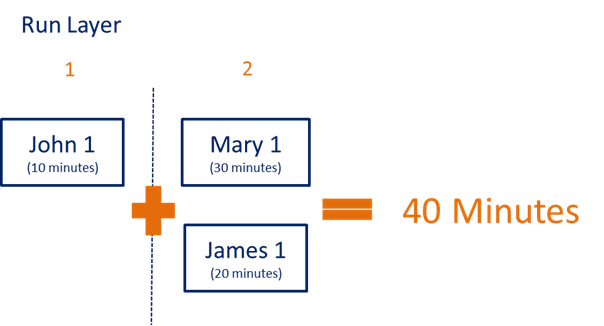 Run Layer
1
2
John 1
(10 minutes)
Mary 1
(30 minutes)
40 Minutes
James 1
(20 minutes)